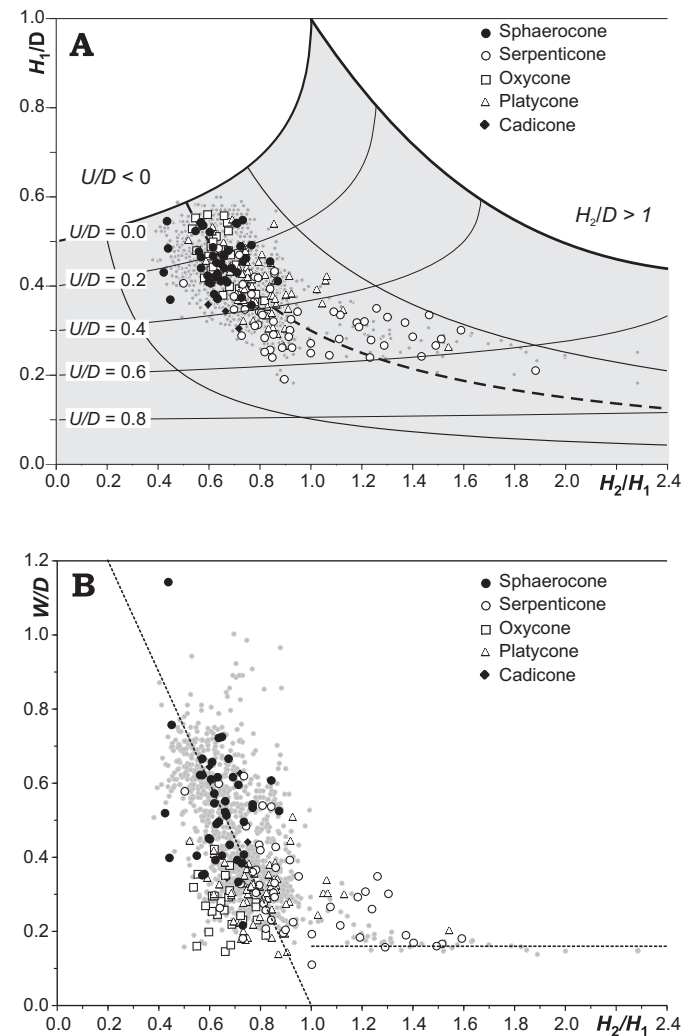 A
H1/D
1.0
0.8
0.6
0.4
0.2
0.0
Sphaerocone
Serpenticone
Oxycone
Platycone
Cadicone
U/D < 0
H2/D > 1
U/D = 0.0
U/D = 0.2
U/D = 0.4
U/D = 0.6
U/D = 0.8
0.0 0.2 0.4 0.6 0.8 1.0 1.2 1.4 1.6 1.8 2.0 2.4
H2/H1
B
W/D
1.2
1.0
0.8
0.6
0.4
0.2
0.0
Sphaerocone
Serpenticone
Oxycone
Platycone
Cadicone
0.0 0.2 0.4 0.6 0.8 1.0 1.2 1.4 1.6 1.8 2.0 2.4
H2/H1